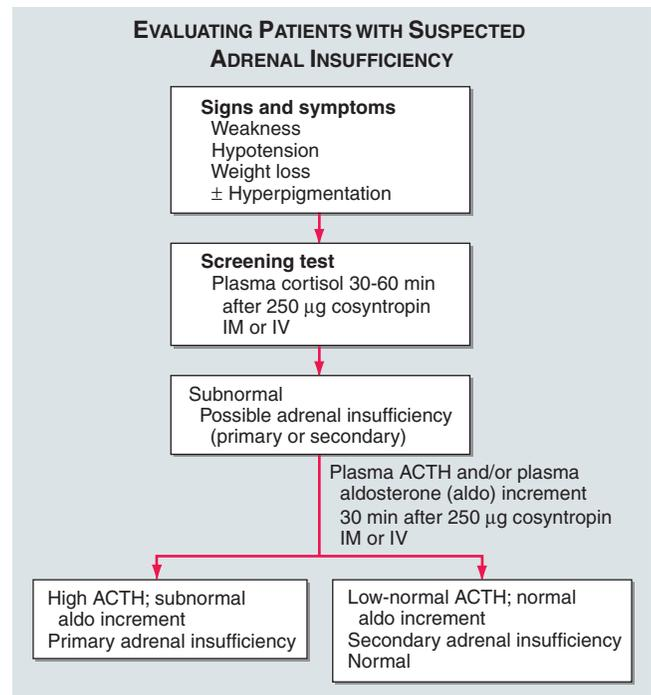 EVALUATING PATIENTS WITH SUSPECTED
ADRENAL INSUFFICIENCY
Signs and symptoms
Weakness
Hypotension
Weight loss
± Hyperpigmentation
Screening test
Plasma cortisol 30-60 min
after 250 μg cosyntropin
IM or IV
Subnormal
Possible adrenal insufficiency
(primary or secondary)
Plasma ACTH and/or plasma
aldosterone (aldo) increment
30 min after 250 μg cosyntropin
IM or IV
High ACTH; subnormal
aldo increment
Primary adrenal insufficiency
Low-normal ACTH; normal
aldo increment
Secondary adrenal insufficiency
Normal